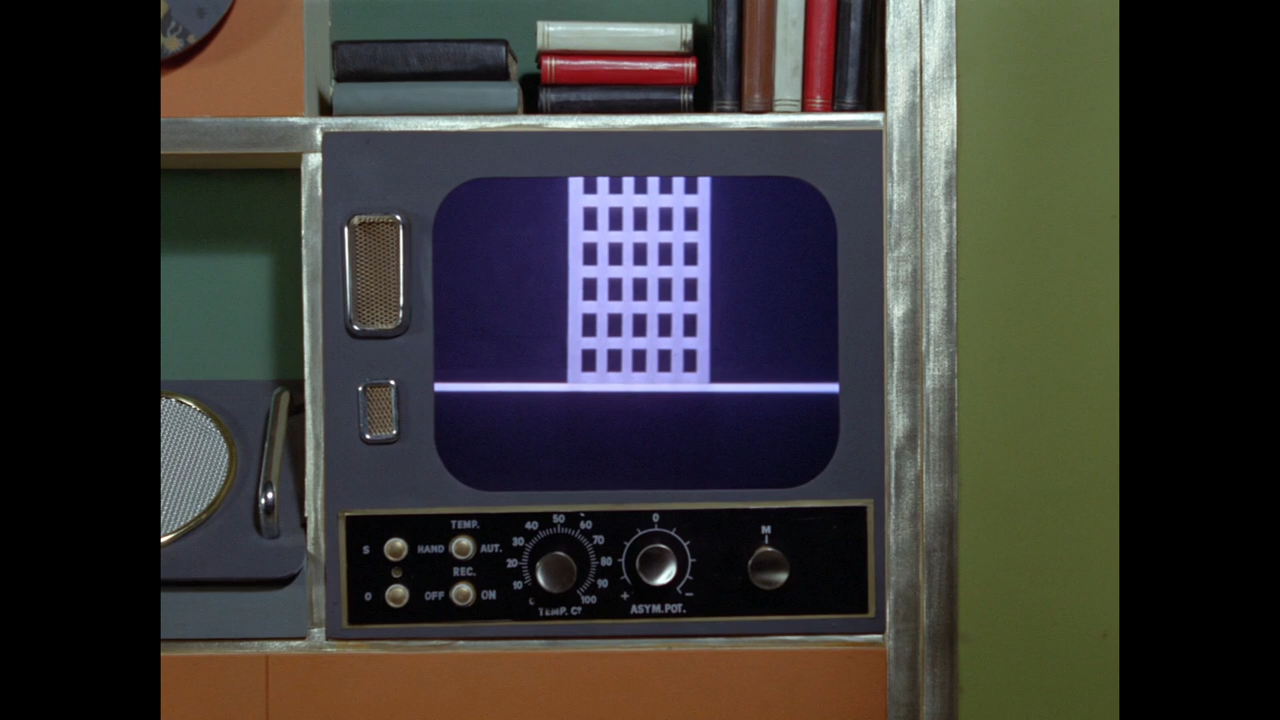 S
HAND
TEMP.
AUT.
O
OFF
REC.
ON
0 10 20 30 40 50 60 70 80 90 100
TEMP. C°
0
+ −
ASYM.POT.
M